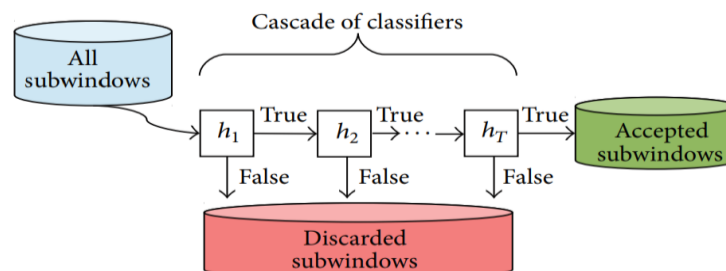 Cascade of classifiers
All
subwindows
h1 True h2 True ··· hT True
Accepted
subwindows
False False False
Discarded
subwindows